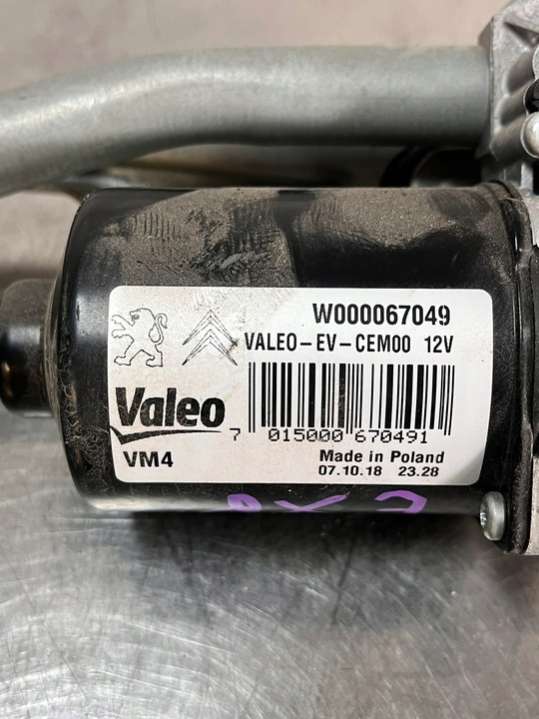 W000067049
VALEO-EV-CEM00 12V
Valeo
7 015000 670491
VM4
Made in Poland
07.10.18 23.28